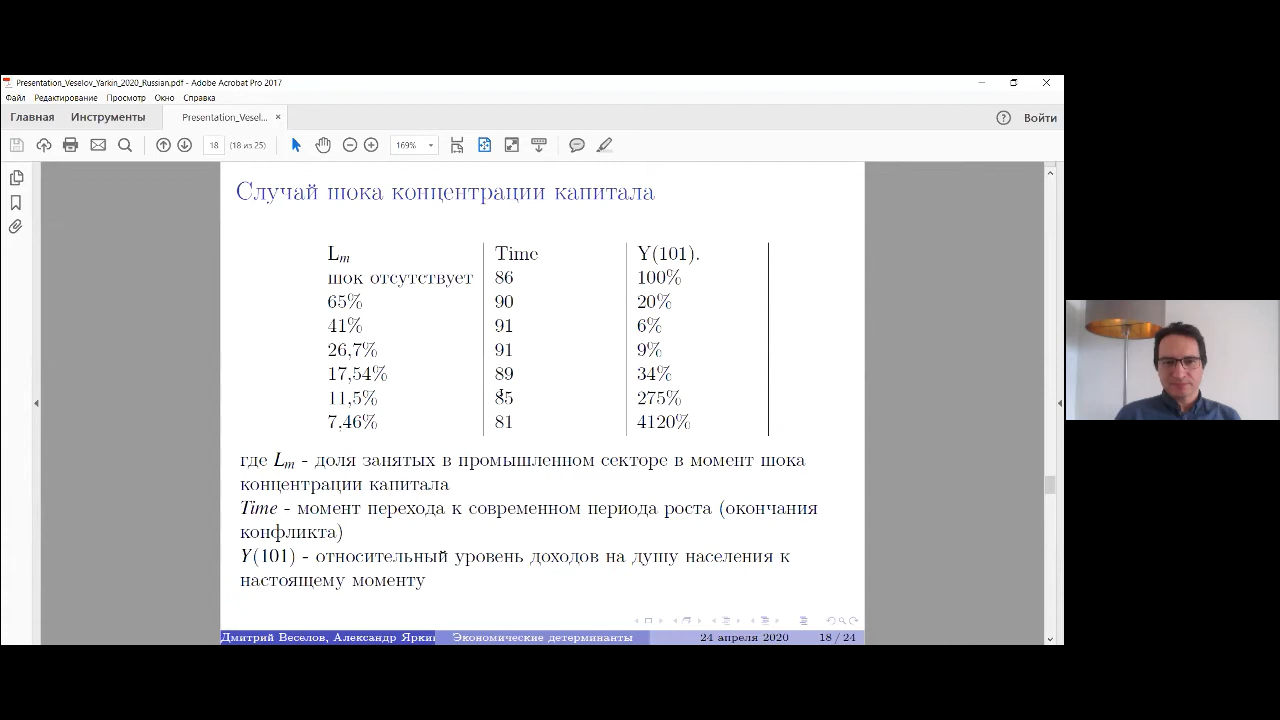 Presentation_Veselov_Yarkin_2020_Russian.pdf - Adobe Acrobat Pro 2017
Файл Редактирование Просмотр Окно Справка
Главная Инструменты Presentation_Vesel... × Войти
18 (18 из 25) 169%
Случай шока концентрации капитала
Lm Time Y(101).
шок отсутствует 86 100%
65% 90 20%
41% 91 6%
26,7% 91 9%
17,54% 89 34%
11,5% 85 275%
7,46% 81 4120%
где Lm - доля занятых в промышленном секторе в момент шока
концентрации капитала
Time - момент перехода к современном периода роста (окончания
конфликта)
Y(101) - относительный уровень доходов на душу населения к
настоящему моменту
Дмитрий Веселов, Александр Яркин Экономические детерминанты 24 апреля 2020 18 / 24